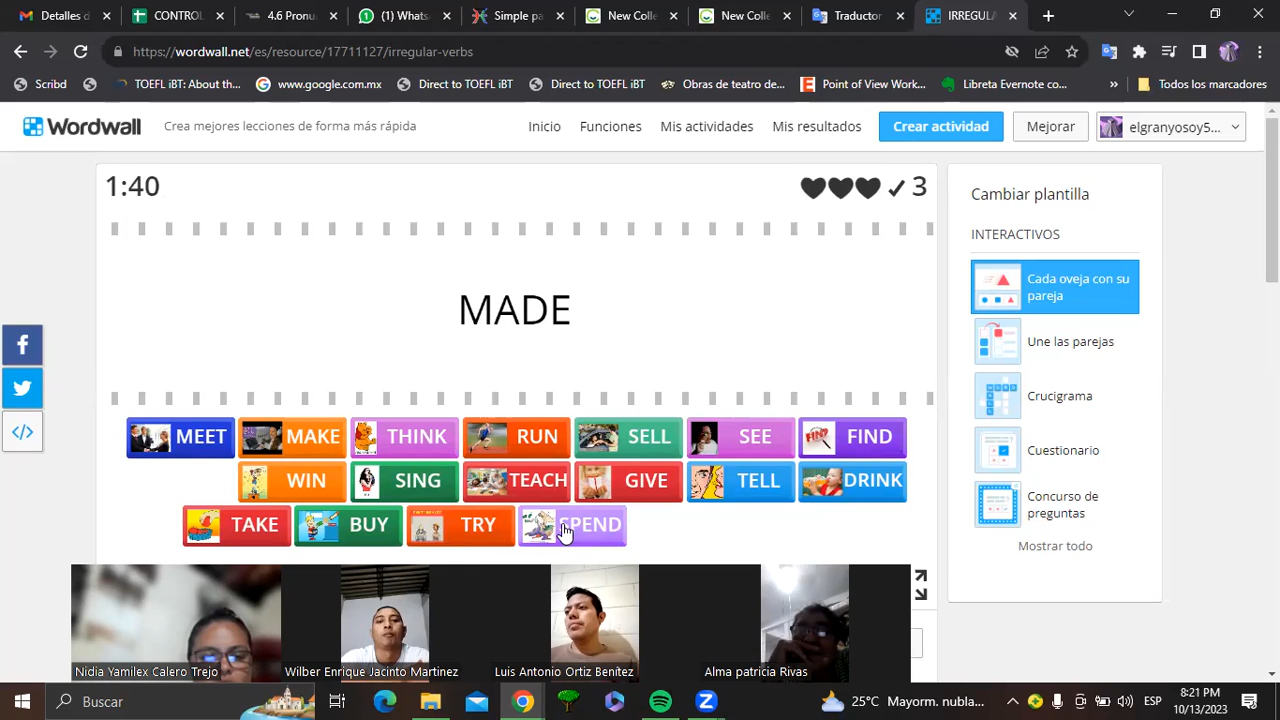 Detalles d
CONTROL
4.6 Pronu
(1) Whats
Simple pa
New Colle
New Colle
Traductor
IRREGULA
https://wordwall.net/es/resource/17711127/irregular-verbs
Scribd
TOEFL iBT: About th...
www.google.com.mx
Direct to TOEFL iBT
Direct to TOEFL iBT
Obras de teatro de...
Point of View Work...
Libreta Evernote co...
Todos los marcadores
Wordwall
Crea mejores lecciones de forma más rápida
Inicio
Funciones
Mis actividades
Mis resultados
Crear actividad
Mejorar
elgranyosoy5...
1:40
3
MADE
MEET
MAKE
THINK
RUN
SELL
SEE
FIND
WIN
SING
TEACH
GIVE
TELL
DRINK
TAKE
BUY
TRY
SPEND
Cambiar plantilla
INTERACTIVOS
Cada oveja con su
pareja
Une las parejas
Crucigrama
Cuestionario
Concurso de
preguntas
Mostrar todo
Nidia Yamilex Calero Trejo
Wilber Enrique Jacinto Martinez
Luis Antonio Ortiz Benítez
Alma patricia Rivas
Buscar
25°C Mayorm. nubla...
ESP
8:21 PM
10/13/2023